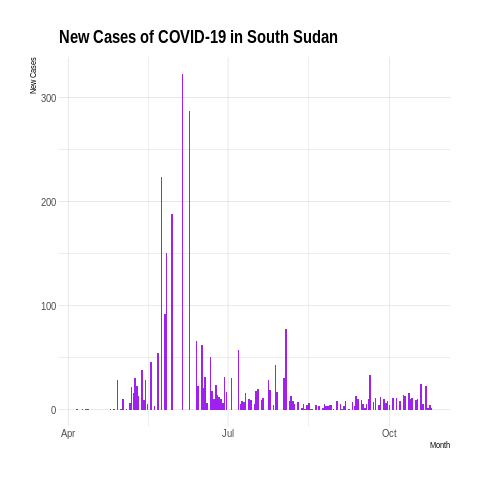 New Cases of COVID-19 in South Sudan
New Cases
300
200
100
0
Apr
Jul
Oct
Month